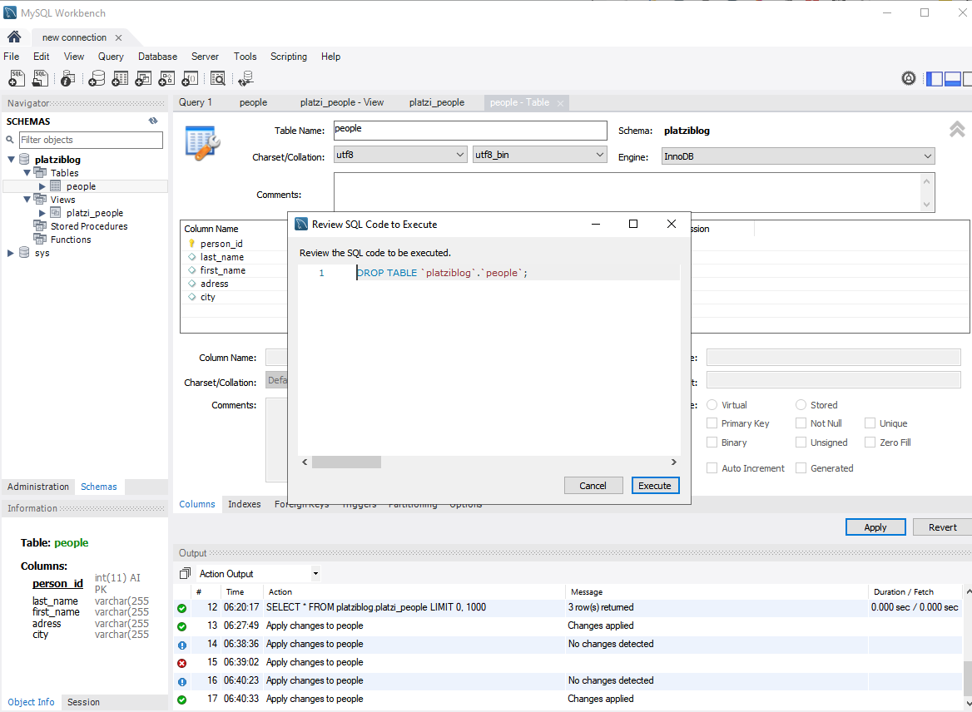 MySQL Workbench
new connection
File Edit View Query Database Server Tools Scripting Help
Navigator
SCHEMAS
Filter objects
platziblog
Tables
people
Views
platzi_people
Stored Procedures
Functions
sys
Administration Schemas
Information
Table: people
Columns:
person_id int(11) AI
PK
last_name varchar(255
first_name varchar(255
adress varchar(255
city varchar(255
Object Info Session
Query 1 people platzi_people - View platzi_people people - Table
Table Name: people Schema: platziblog
Charset/Collation: utf8 utf8_bin Engine: InnoDB
Comments:
Column Name
person_id
last_name
first_name
adress
city
Review SQL Code to Execute
Review the SQL code to be executed.
1 DROP TABLE `platziblog`.`people`;
Cancel Execute
Column Name:
Charset/Collation: Defa
Comments:
Virtual Stored
Primary Key Not Null Unique
Binary Unsigned Zero Fill
Auto Increment Generated
Columns Indexes Foreign Keys Triggers Partitioning Options
Apply Revert
Output
Action Output
# Time Action Message Duration / Fetch
12 06:20:17 SELECT * FROM platziblog.platzi_people LIMIT 0, 1000 3 row(s) returned 0.000 sec / 0.000 sec
13 06:27:49 Apply changes to people Changes applied
14 06:38:36 Apply changes to people No changes detected
15 06:39:02 Apply changes to people
16 06:40:23 Apply changes to people No changes detected
17 06:40:33 Apply changes to people Changes applied